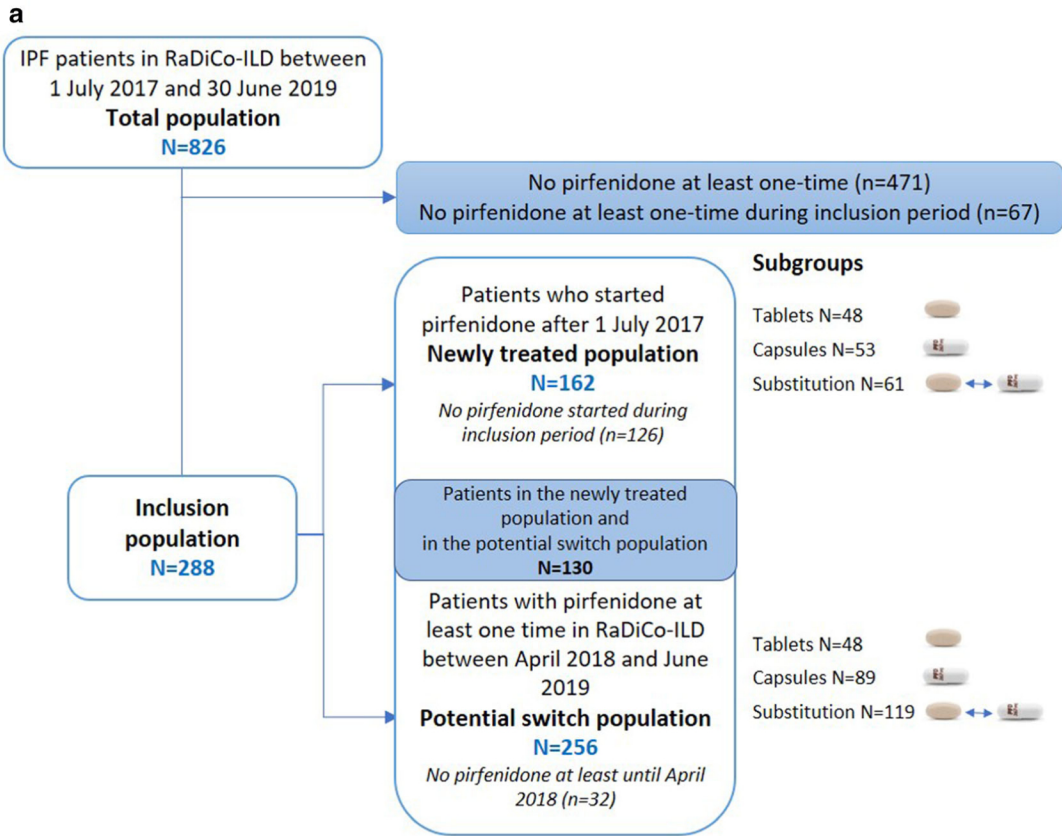 a
IPF patients in RaDiCo-ILD between
1 July 2017 and 30 June 2019
Total population
N=826
No pirfenidone at least one-time (n=471)
No pirfenidone at least one-time during inclusion period (n=67)
Patients who started
pirfenidone after 1 July 2017
Newly treated population
N=162
No pirfenidone started during
inclusion period (n=126)
Subgroups
Tablets N=48
Capsules N=53
Substitution N=61
Inclusion
population
N=288
Patients in the newly treated
population and
in the potential switch population
N=130
Patients with pirfenidone at
least one time in RaDiCo-ILD
between April 2018 and June
2019
Potential switch population
N=256
No pirfenidone at least until April
2018 (n=32)
Tablets N=48
Capsules N=89
Substitution N=119